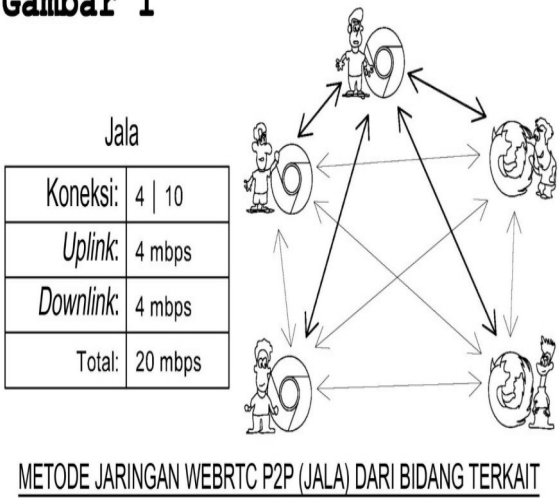 Gambar 1
Jala
Koneksi: 4 | 10
Uplink: 4 mbps
Downlink: 4 mbps
Total: 20 mbps
METODE JARINGAN WEBRTC P2P (JALA) DARI BIDANG TERKAIT